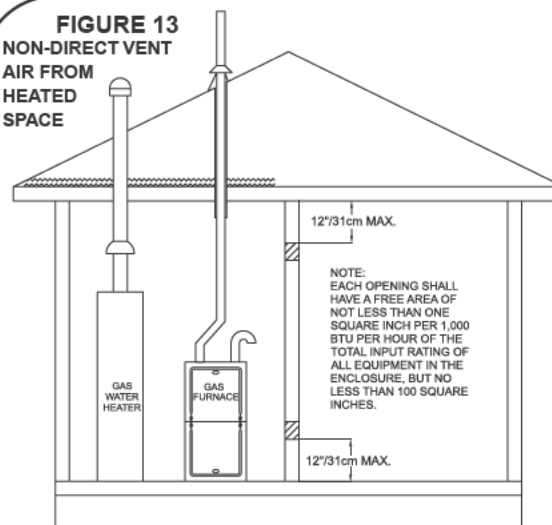 FIGURE 13
NON-DIRECT VENT
AIR FROM
HEATED
SPACE
12"/31cm MAX.
NOTE:
EACH OPENING SHALL
HAVE A FREE AREA OF
NOT LESS THAN ONE
SQUARE INCH PER 1,000
BTU PER HOUR OF THE
TOTAL INPUT RATING OF
ALL EQUIPMENT IN THE
ENCLOSURE, BUT NO
LESS THAN 100 SQUARE
INCHES.
GAS
WATER
HEATER
GAS
FURNACE
12"/31cm MAX.